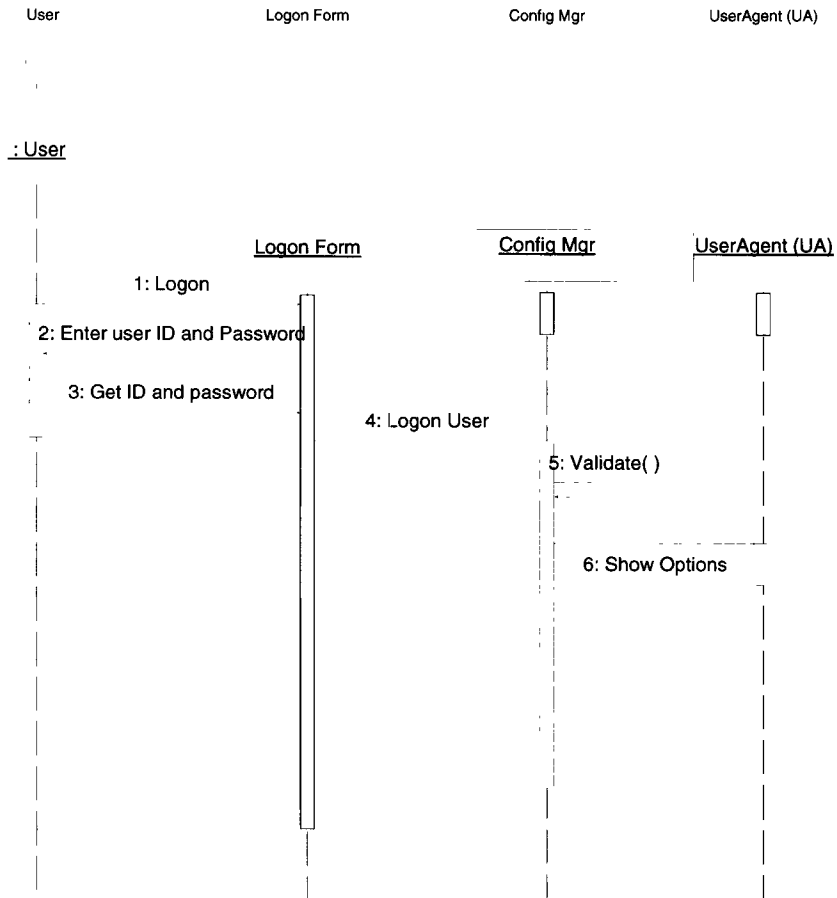 User
Logon Form
Config Mgr
UserAgent (UA)
: User
Logon Form
Config Mgr
UserAgent (UA)
1: Logon
2: Enter user ID and Password
3: Get ID and password
4: Logon User
5: Validate( )
6: Show Options